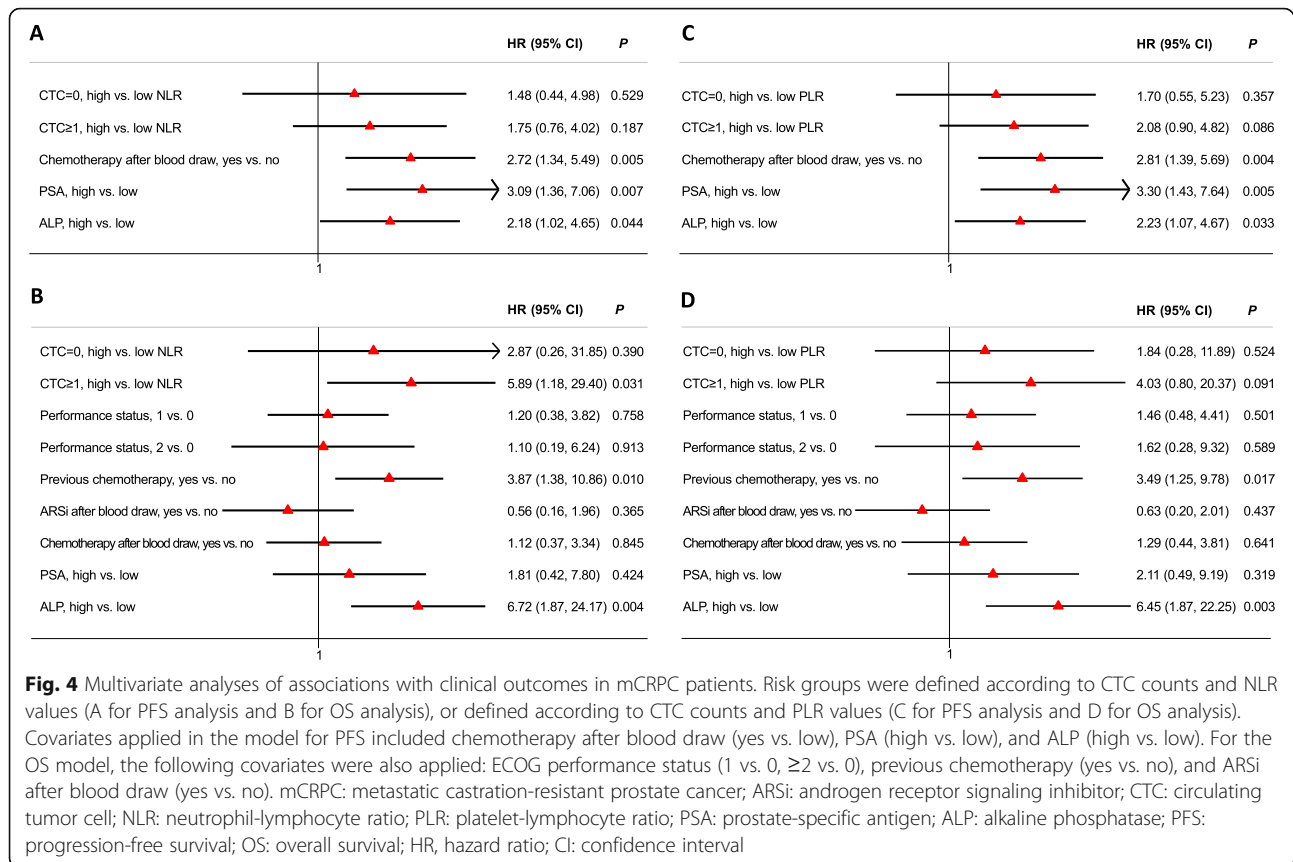 A
HR (95% CI) P
CTC=0, high vs. low NLR 1.48 (0.44, 4.98) 0.529
CTC≥1, high vs. low NLR 1.75 (0.76, 4.02) 0.187
Chemotherapy after blood draw, yes vs. no 2.72 (1.34, 5.49) 0.005
PSA, high vs. low 3.09 (1.36, 7.06) 0.007
ALP, high vs. low 2.18 (1.02, 4.65) 0.044
1
C
HR (95% CI) P
CTC=0, high vs. low PLR 1.70 (0.55, 5.23) 0.357
CTC≥1, high vs. low PLR 2.08 (0.90, 4.82) 0.086
Chemotherapy after blood draw, yes vs. no 2.81 (1.39, 5.69) 0.004
PSA, high vs. low 3.30 (1.43, 7.64) 0.005
ALP, high vs. low 2.23 (1.07, 4.67) 0.033
1
B
HR (95% CI) P
CTC=0, high vs. low NLR 2.87 (0.26, 31.85) 0.390
CTC≥1, high vs. low NLR 5.89 (1.18, 29.40) 0.031
Performance status, 1 vs. 0 1.20 (0.38, 3.82) 0.758
Performance status, 2 vs. 0 1.10 (0.19, 6.24) 0.913
Previous chemotherapy, yes vs. no 3.87 (1.38, 10.86) 0.010
ARSi after blood draw, yes vs. no 0.56 (0.16, 1.96) 0.365
Chemotherapy after blood draw, yes vs. no 1.12 (0.37, 3.34) 0.845
PSA, high vs. low 1.81 (0.42, 7.80) 0.424
ALP, high vs. low 6.72 (1.87, 24.17) 0.004
1
D
HR (95% CI) P
CTC=0, high vs. low PLR 1.84 (0.28, 11.89) 0.524
CTC≥1, high vs. low PLR 4.03 (0.80, 20.37) 0.091
Performance status, 1 vs. 0 1.46 (0.48, 4.41) 0.501
Performance status, 2 vs. 0 1.62 (0.28, 9.32) 0.589
Previous chemotherapy, yes vs. no 3.49 (1.25, 9.78) 0.017
ARSi after blood draw, yes vs. no 0.63 (0.20, 2.01) 0.437
Chemotherapy after blood draw, yes vs. no 1.29 (0.44, 3.81) 0.641
PSA, high vs. low 2.11 (0.49, 9.19) 0.319
ALP, high vs. low 6.45 (1.87, 22.25) 0.003
1
Fig. 4 Multivariate analyses of associations with clinical outcomes in mCRPC patients. Risk groups were defined according to CTC counts and NLR
values (A for PFS analysis and B for OS analysis), or defined according to CTC counts and PLR values (C for PFS analysis and D for OS analysis).
Covariates applied in the model for PFS included chemotherapy after blood draw (yes vs. low), PSA (high vs. low), and ALP (high vs. low). For the
OS model, the following covariates were also applied: ECOG performance status (1 vs. 0, ≥2 vs. 0), previous chemotherapy (yes vs. no), and ARSi
after blood draw (yes vs. no). mCRPC: metastatic castration-resistant prostate cancer; ARSi: androgen receptor signaling inhibitor; CTC: circulating
tumor cell; NLR: neutrophil-lymphocyte ratio; PLR: platelet-lymphocyte ratio; PSA: prostate-specific antigen; ALP: alkaline phosphatase; PFS:
progression-free survival; OS: overall survival; HR, hazard ratio; CI: confidence interval